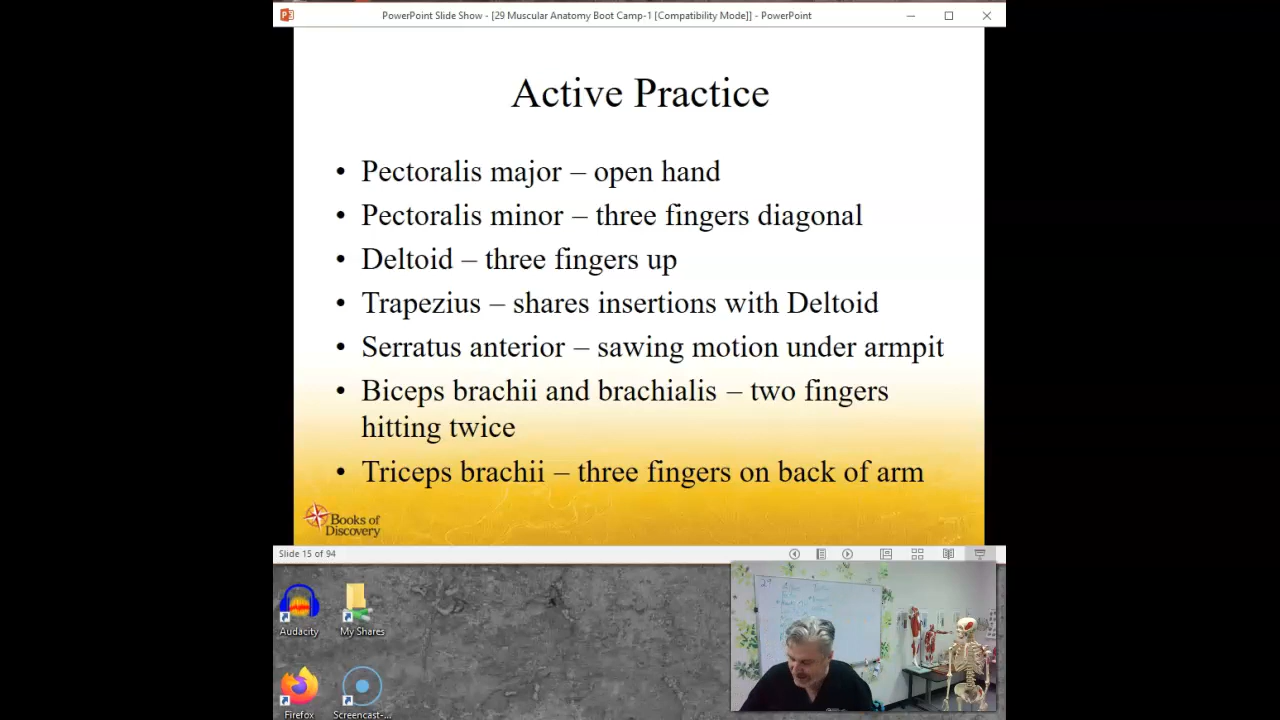 PowerPoint Slide Show - [29 Muscular Anatomy Boot Camp-1 [Compatibility Mode]] - PowerPoint
Active Practice
• Pectoralis major – open hand
• Pectoralis minor – three fingers diagonal
• Deltoid – three fingers up
• Trapezius – shares insertions with Deltoid
• Serratus anterior – sawing motion under armpit
• Biceps brachii and brachialis – two fingers
hitting twice
• Triceps brachii – three fingers on back of arm
Books of
Discovery
Slide 15 of 94
Audacity
My Shares
Firefox
Screencast-...